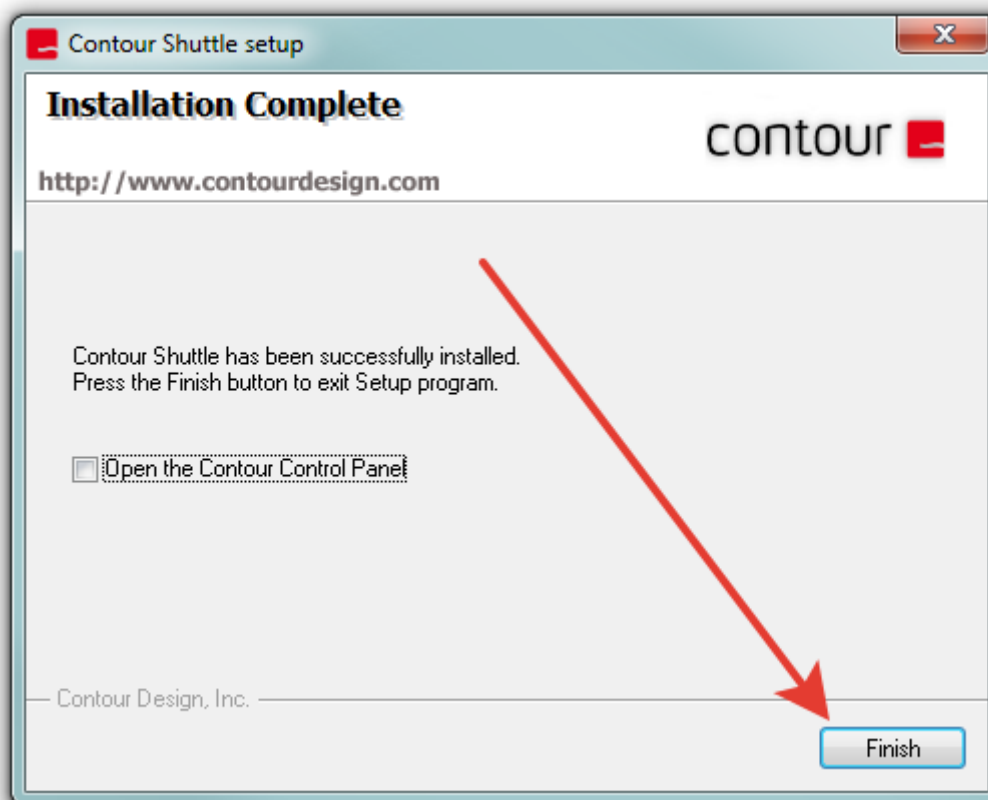 Contour Shuttle setup
Installation Complete
contour
http://www.contourdesign.com
Contour Shuttle has been successfully installed.
Press the Finish button to exit Setup program.
Open the Contour Control Panel
Contour Design, Inc.
Finish